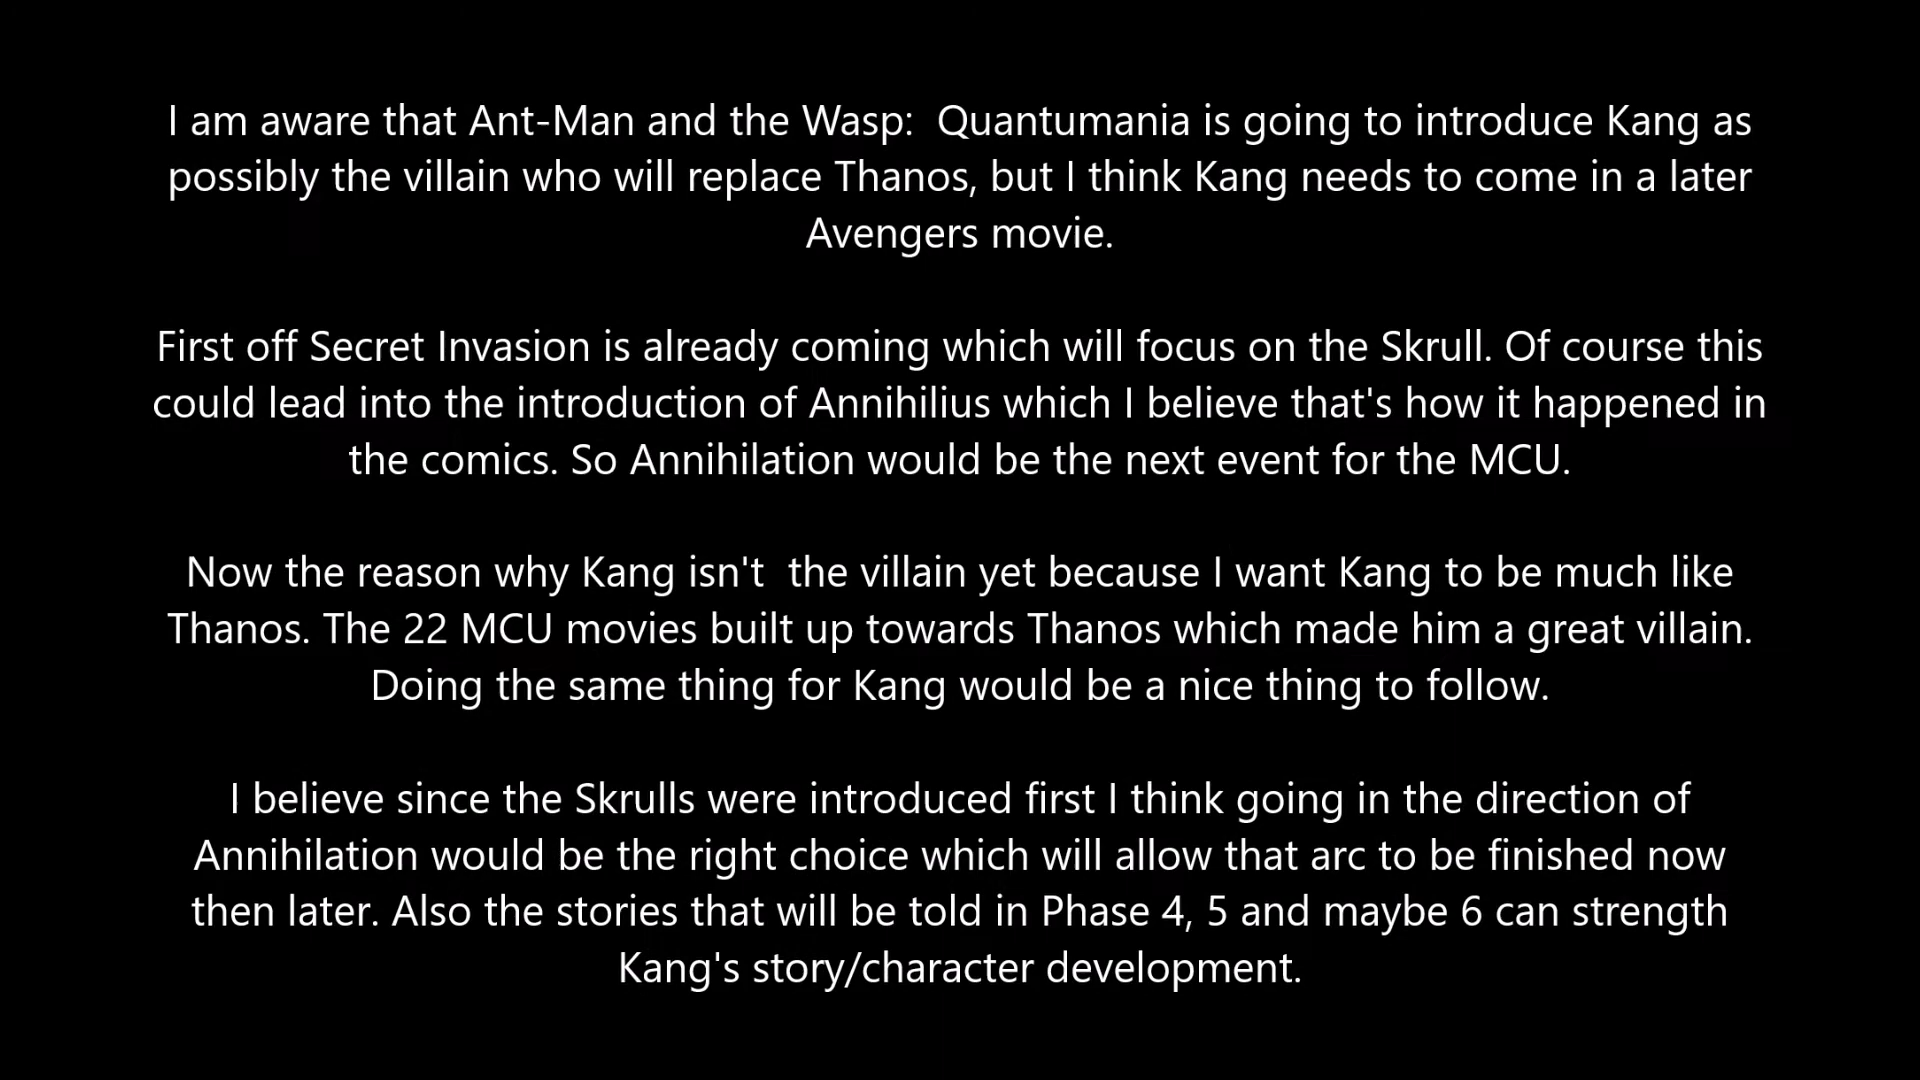 I am aware that Ant-Man and the Wasp:  Quantumania is going to introduce Kang as
possibly the villain who will replace Thanos, but I think Kang needs to come in a later
Avengers movie.
First off Secret Invasion is already coming which will focus on the Skrull. Of course this
could lead into the introduction of Annihilius which I believe that's how it happened in
the comics. So Annihilation would be the next event for the MCU.
Now the reason why Kang isn't  the villain yet because I want Kang to be much like
Thanos. The 22 MCU movies built up towards Thanos which made him a great villain.
Doing the same thing for Kang would be a nice thing to follow.
I believe since the Skrulls were introduced first I think going in the direction of
Annihilation would be the right choice which will allow that arc to be finished now
then later. Also the stories that will be told in Phase 4, 5 and maybe 6 can strength
Kang's story/character development.